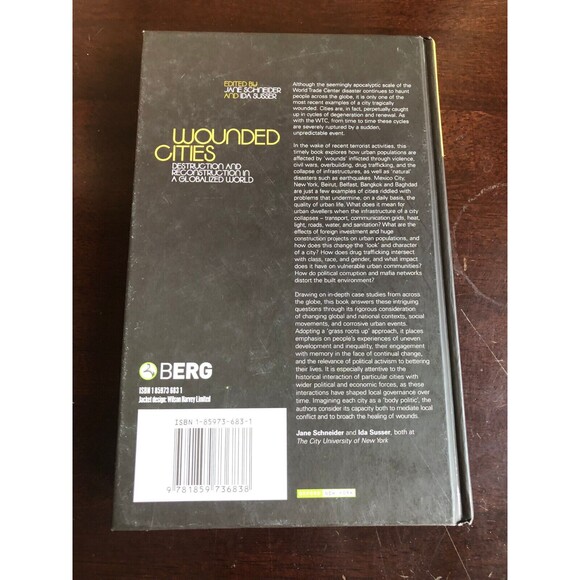 EDITED BY
JANE SCHNEIDER
AND IDA SUSSER
WOUNDED
CITIES
DESTRUCTION AND
RECONSTRUCTION IN
A GLOBALIZED WORLD
Although the seemingly apocalyptic scale of the
World Trade Center disaster continues to haunt
people across the globe, it is only one of the
most recent examples of a city tragically
wounded. Cities are, in fact, perpetually caught
up in cycles of degeneration and renewal. As
with the WTC, from time to time these cycles
are severely ruptured by a sudden,
unpredictable event.
In the wake of recent terrorist activities, this
timely book explores how urban populations are
affected by 'wounds' inflicted through violence,
civil wars, overbuilding, drug trafficking, and the
collapse of infrastructures, as well as 'natural'
disasters such as earthquakes. Mexico City,
New York, Beirut, Belfast, Bangkok and Baghdad
are just a few examples of cities riddled with
problems that undermine, on a daily basis, the
quality of urban life. What does it mean for
urban dwellers when the infrastructure of a city
collapses – transport, communication grids, heat,
light, roads, water, and sanitation? What are the
effects of foreign investment and huge
construction projects on urban populations, and
how does this change the 'look' and character
of a city? How does drug trafficking intersect
with class, race, and gender, and what impact
does it have on vulnerable urban communities?
How do political corruption and mafia networks
distort the built environment?
Drawing on in-depth case studies from across
the globe, this book answers these intriguing
questions through its rigorous consideration
of changing global and national contexts, social
movements, and corrosive urban events.
Adopting a 'grass roots up' approach, it places
emphasis on people's experiences of uneven
development and inequality, their engagement
with memory in the face of continual change,
and the relevance of political activism to bettering
their lives. It is especially attentive to the
historical interaction of particular cities with
wider political and economic forces, as these
interactions have shaped local governance over
time. Imagining each city as a 'body politic', the
authors consider its capacity both to mediate local
conflict and to broach the healing of wounds.
Jane Schneider and Ida Susser, both at
The City University of New York
BERG
ISBN 1 85973 683 1
Jacket design: Wilson Harvey Limited
ISBN 1-85973-683-1
9 781859 736838